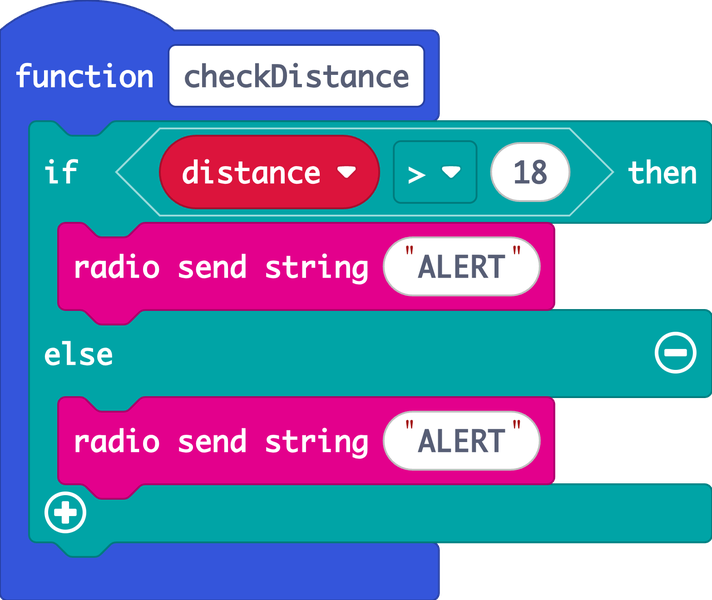 function checkDistance
if distance > 18 then
radio send string "ALERT"
else
radio send string "ALERT"